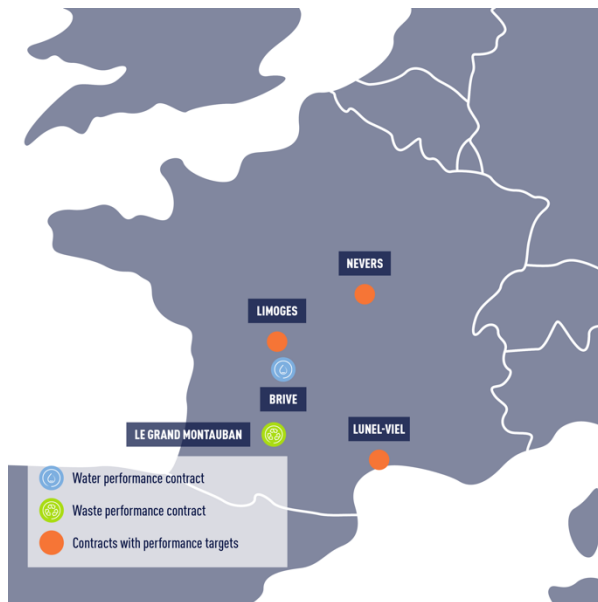 NEVERS
LIMOGES
BRIVE
LE GRAND MONTAUBAN
LUNEL-VIEL
Water performance contract
Waste performance contract
Contracts with performance targets